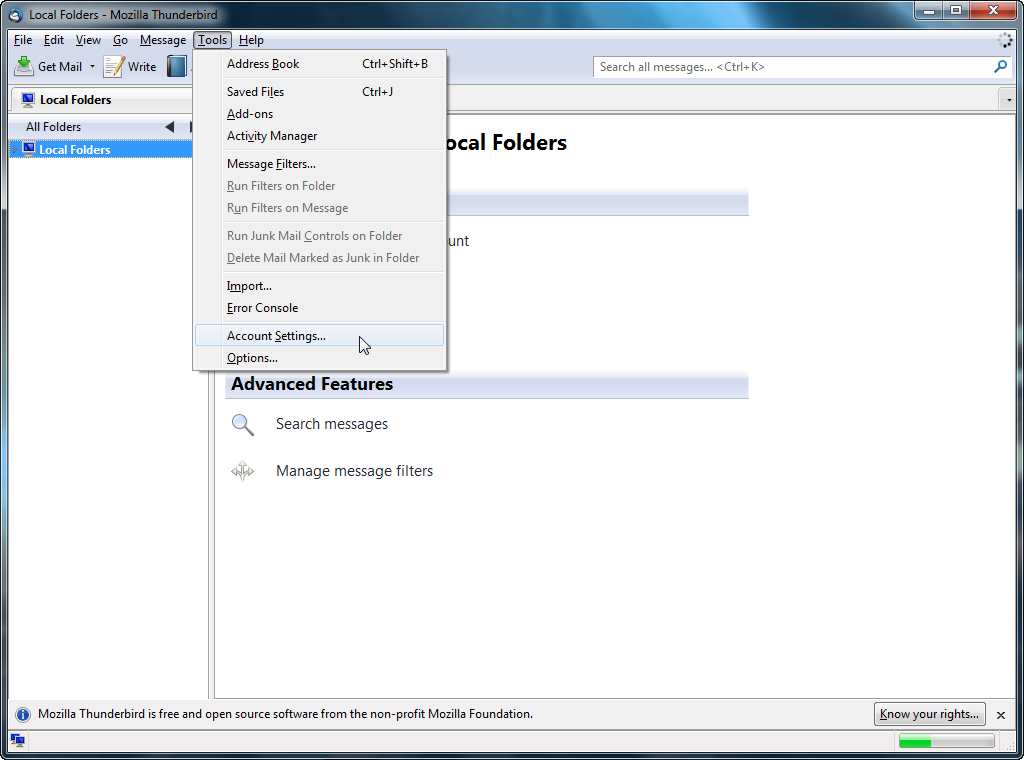 Local Folders - Mozilla Thunderbird
File Edit View Go Message Tools Help
Get Mail Write
Search all messages... <Ctrl+K>
Address Book Ctrl+Shift+B
Saved Files Ctrl+J
Add-ons
Activity Manager
Message Filters...
Run Filters on Folder
Run Filters on Message
Run Junk Mail Controls on Folder
Delete Mail Marked as Junk in Folder
Import...
Error Console
Account Settings...
Options...
Local Folders
All Folders
Local Folders
ocal Folders
unt
Advanced Features
Search messages
Manage message filters
Mozilla Thunderbird is free and open source software from the non-profit Mozilla Foundation.
Know your rights...